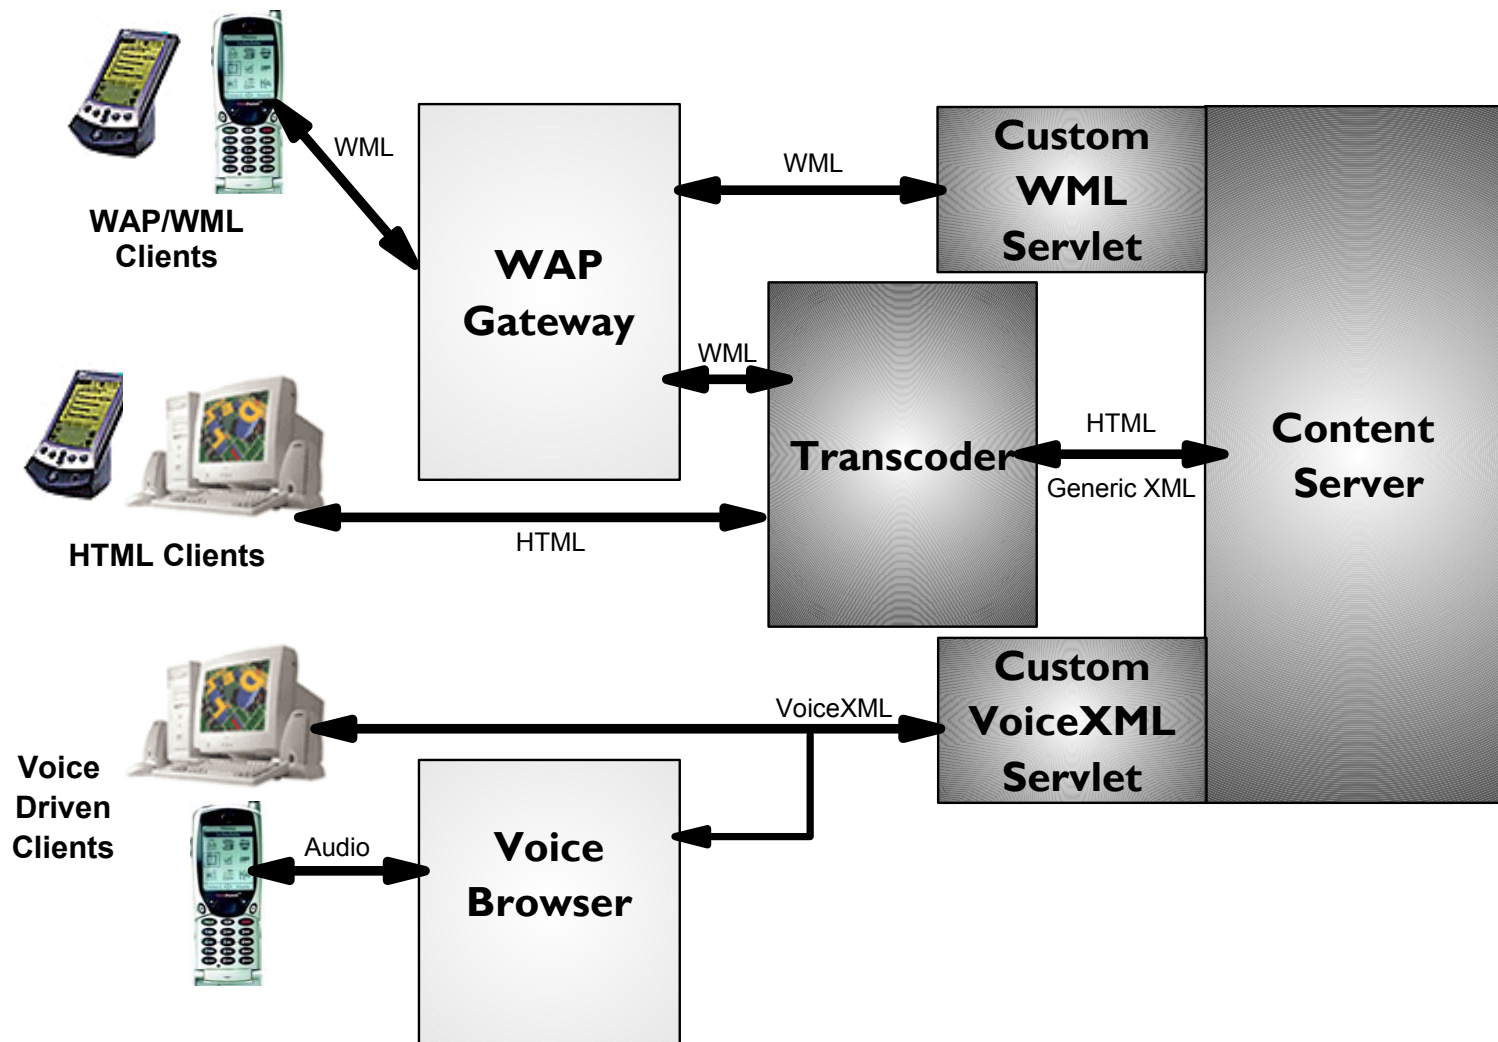 WML
WAP/WML
Clients
WAP
Gateway
WML
Custom
WML
Servlet
WML
Transcoder
HTML
Generic XML
Content
Server
HTML
HTML Clients
VoiceXML
Custom
VoiceXML
Servlet
Voice
Driven
Clients
Audio
Voice
Browser